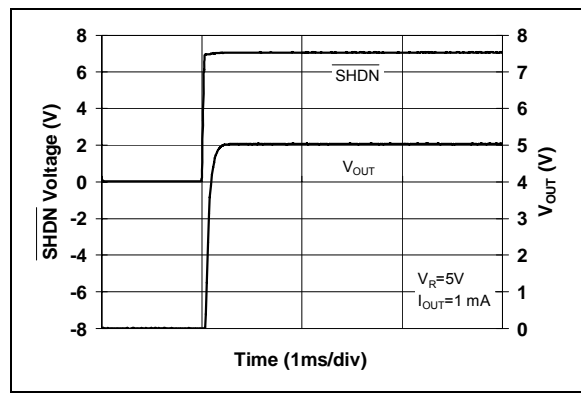 8
6
4
2
0
-2
-4
-6
-8
SHDN Voltage (V)
8
7
6
5
4
3
2
1
0
VOUT (V)
SHDN
VOUT
VR=5V
IOUT=1 mA
Time (1ms/div)